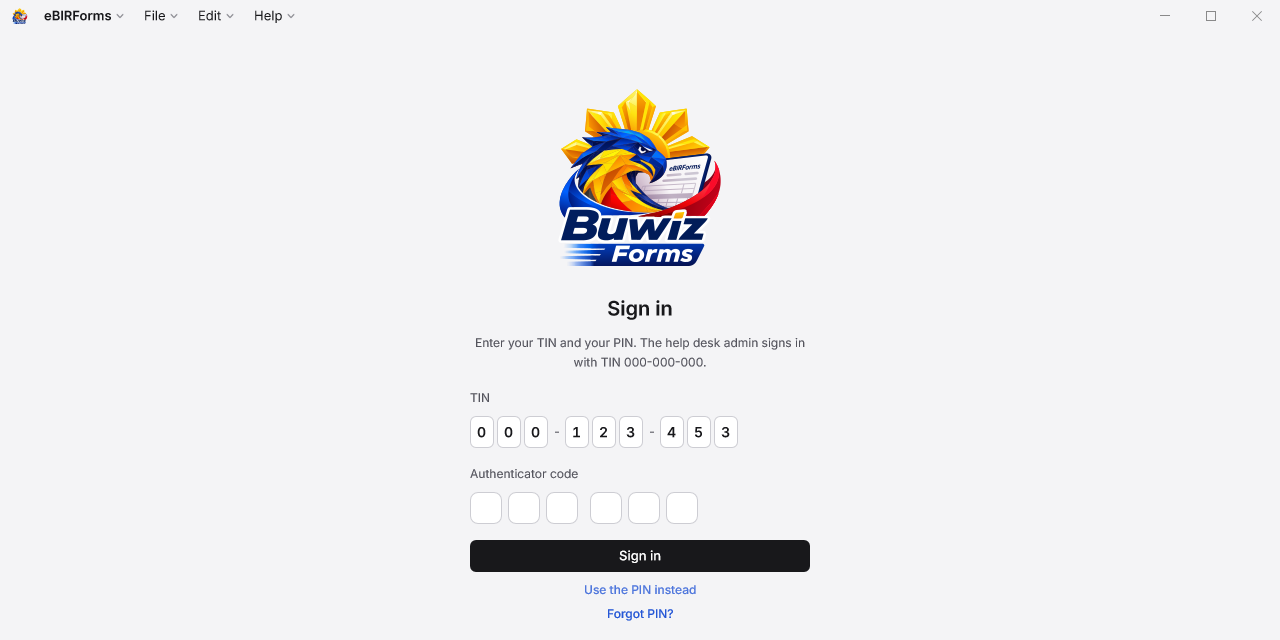 eBIRForms File Edit Help
eBIRForms
Buwiz
Forms
Sign in
Enter your TIN and your PIN. The help desk admin signs in
with TIN 000-000-000.
TIN
0 0 0 - 1 2 3 - 4 5 3
Authenticator code
Sign in
Use the PIN instead
Forgot PIN?